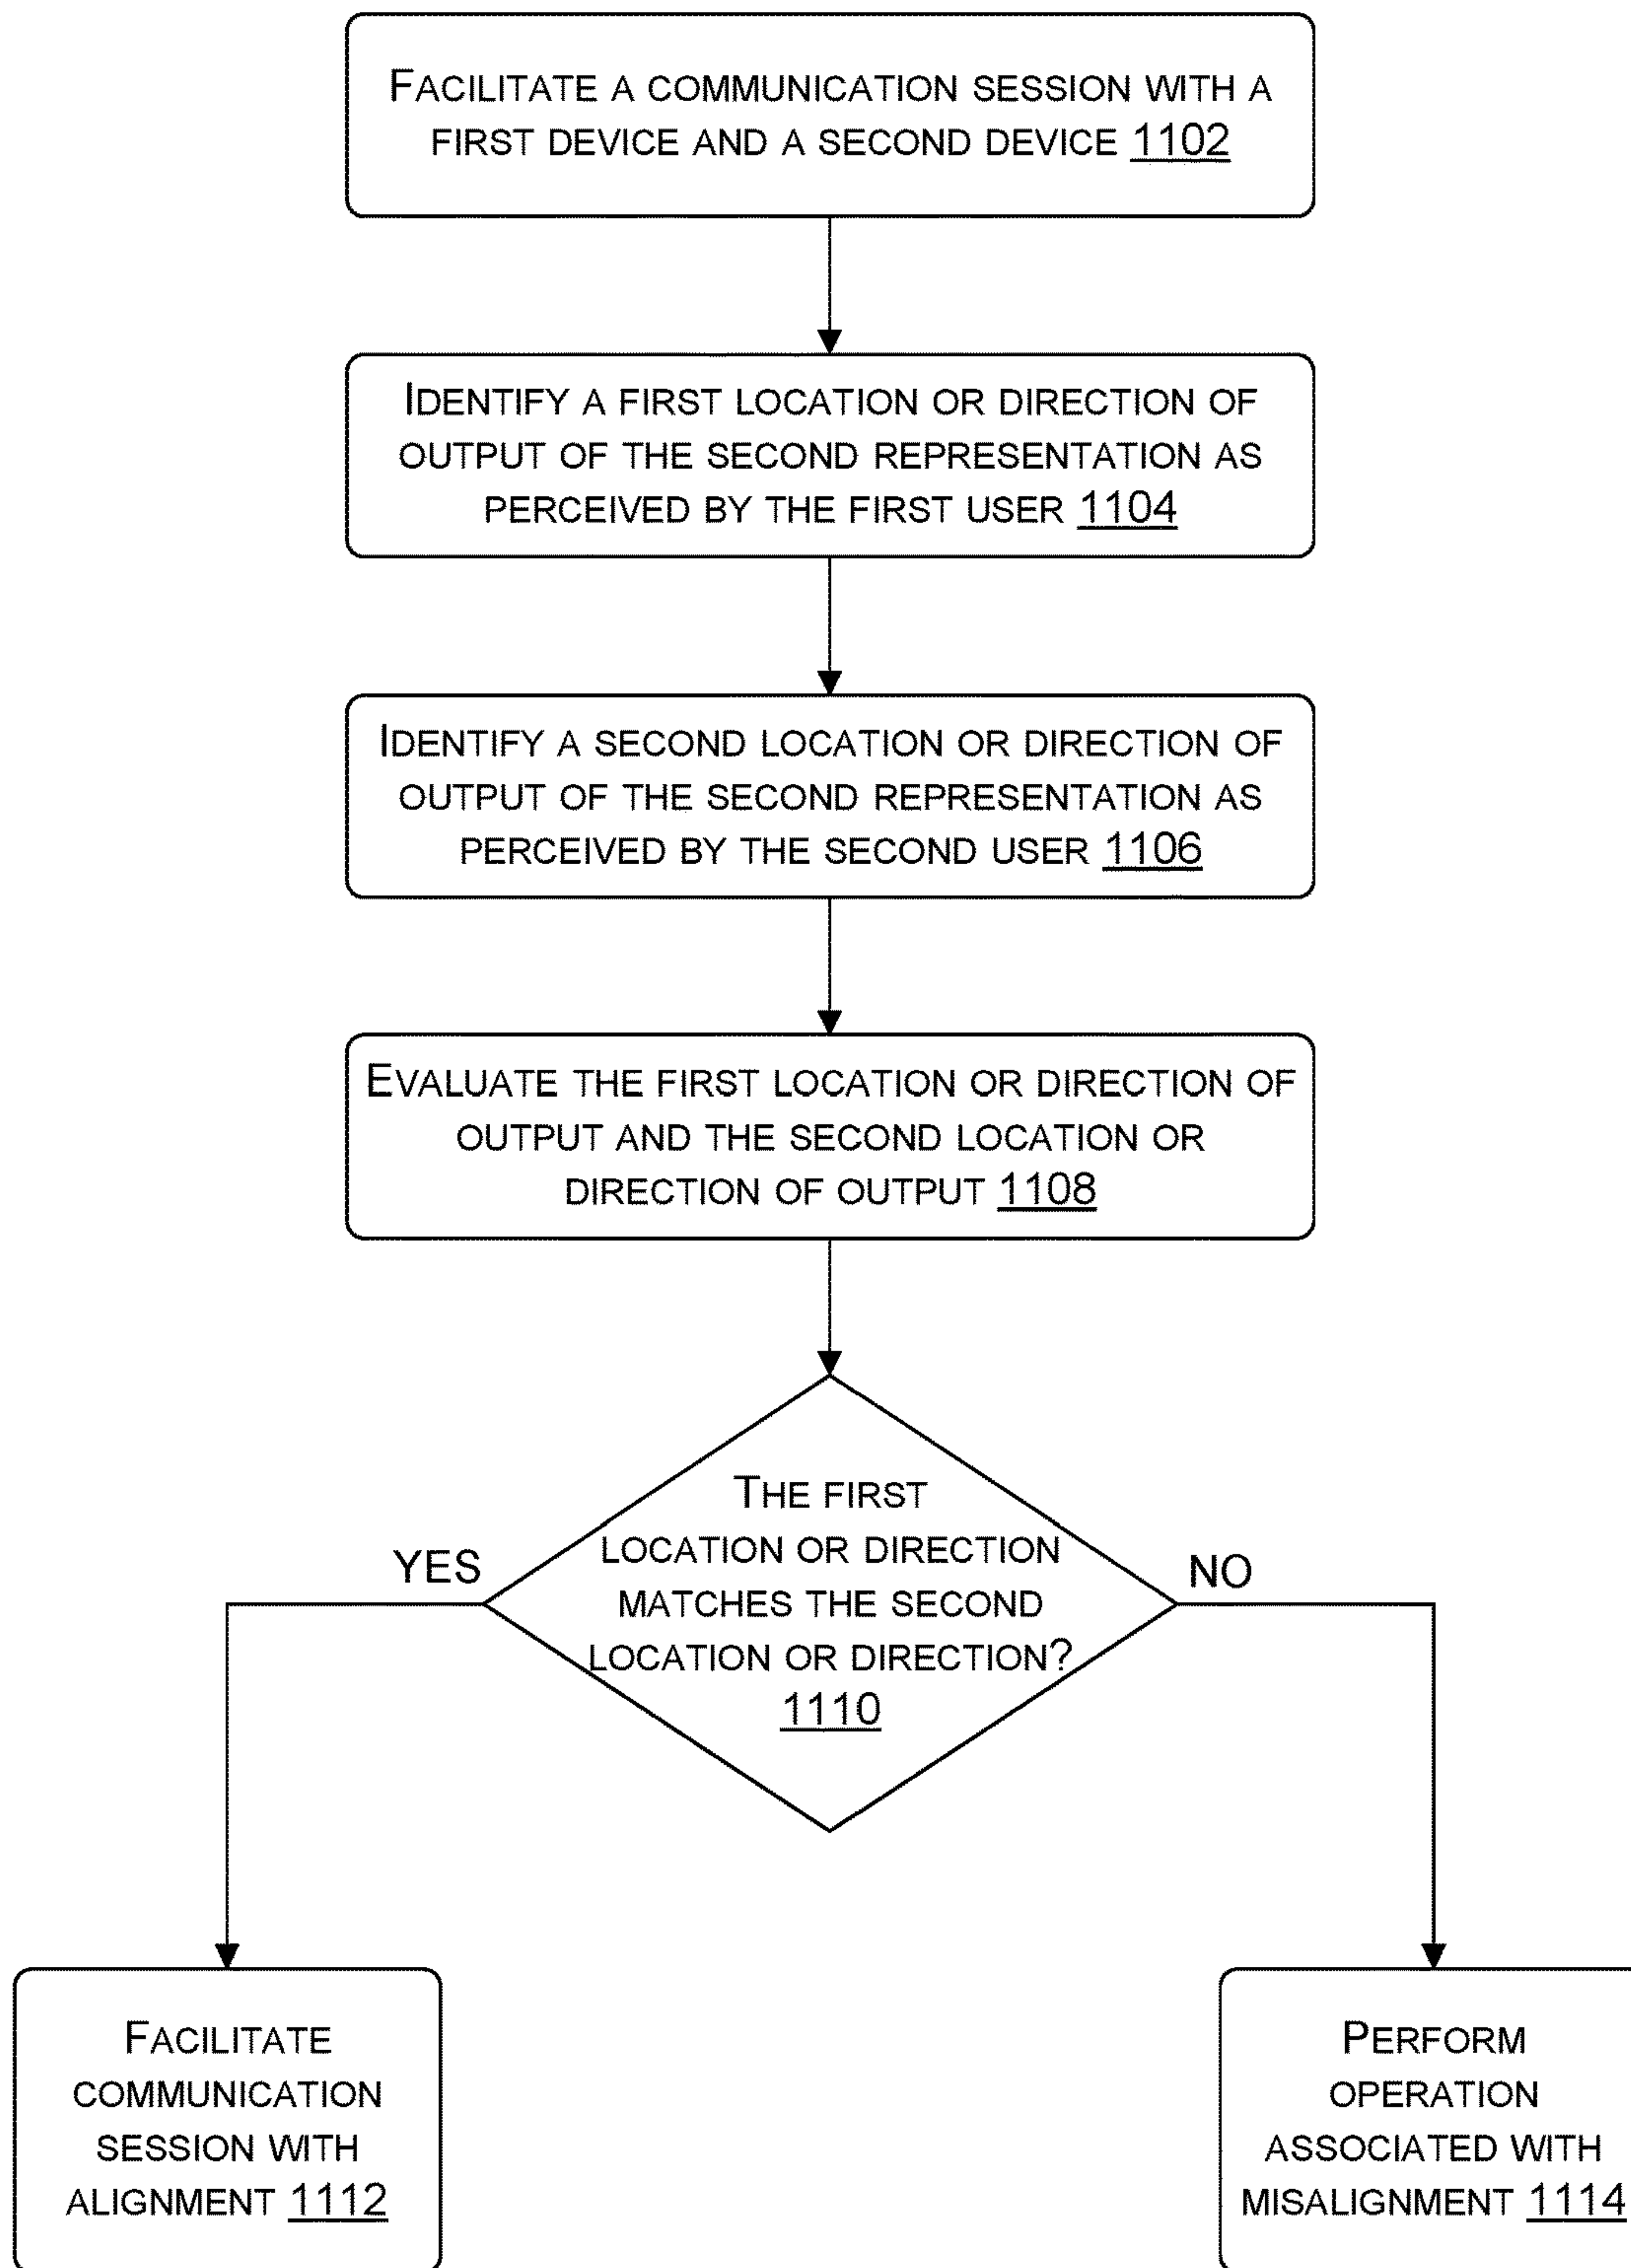 FACILITATE A COMMUNICATION SESSION WITH A
FIRST DEVICE AND A SECOND DEVICE 1102
IDENTIFY A FIRST LOCATION OR DIRECTION OF
OUTPUT OF THE SECOND REPRESENTATION AS
PERCEIVED BY THE FIRST USER 1104
IDENTIFY A SECOND LOCATION OR DIRECTION OF
OUTPUT OF THE SECOND REPRESENTATION AS
PERCEIVED BY THE SECOND USER 1106
EVALUATE THE FIRST LOCATION OR DIRECTION OF
OUTPUT AND THE SECOND LOCATION OR
DIRECTION OF OUTPUT 1108
THE FIRST
LOCATION OR DIRECTION
MATCHES THE SECOND
LOCATION OR DIRECTION?
1110
YES
NO
FACILITATE
COMMUNICATION
SESSION WITH
ALIGNMENT 1112
PERFORM
OPERATION
ASSOCIATED WITH
MISALIGNMENT 1114